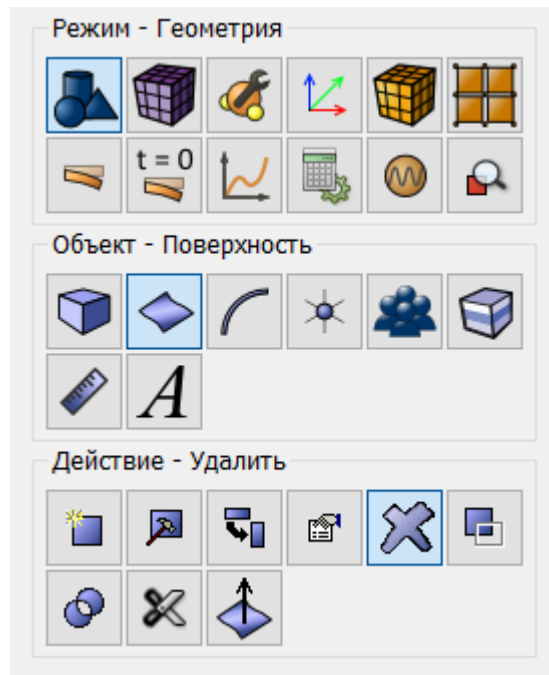 Режим - Геометрия
t = 0
Объект - Поверхность
A
Действие - Удалить